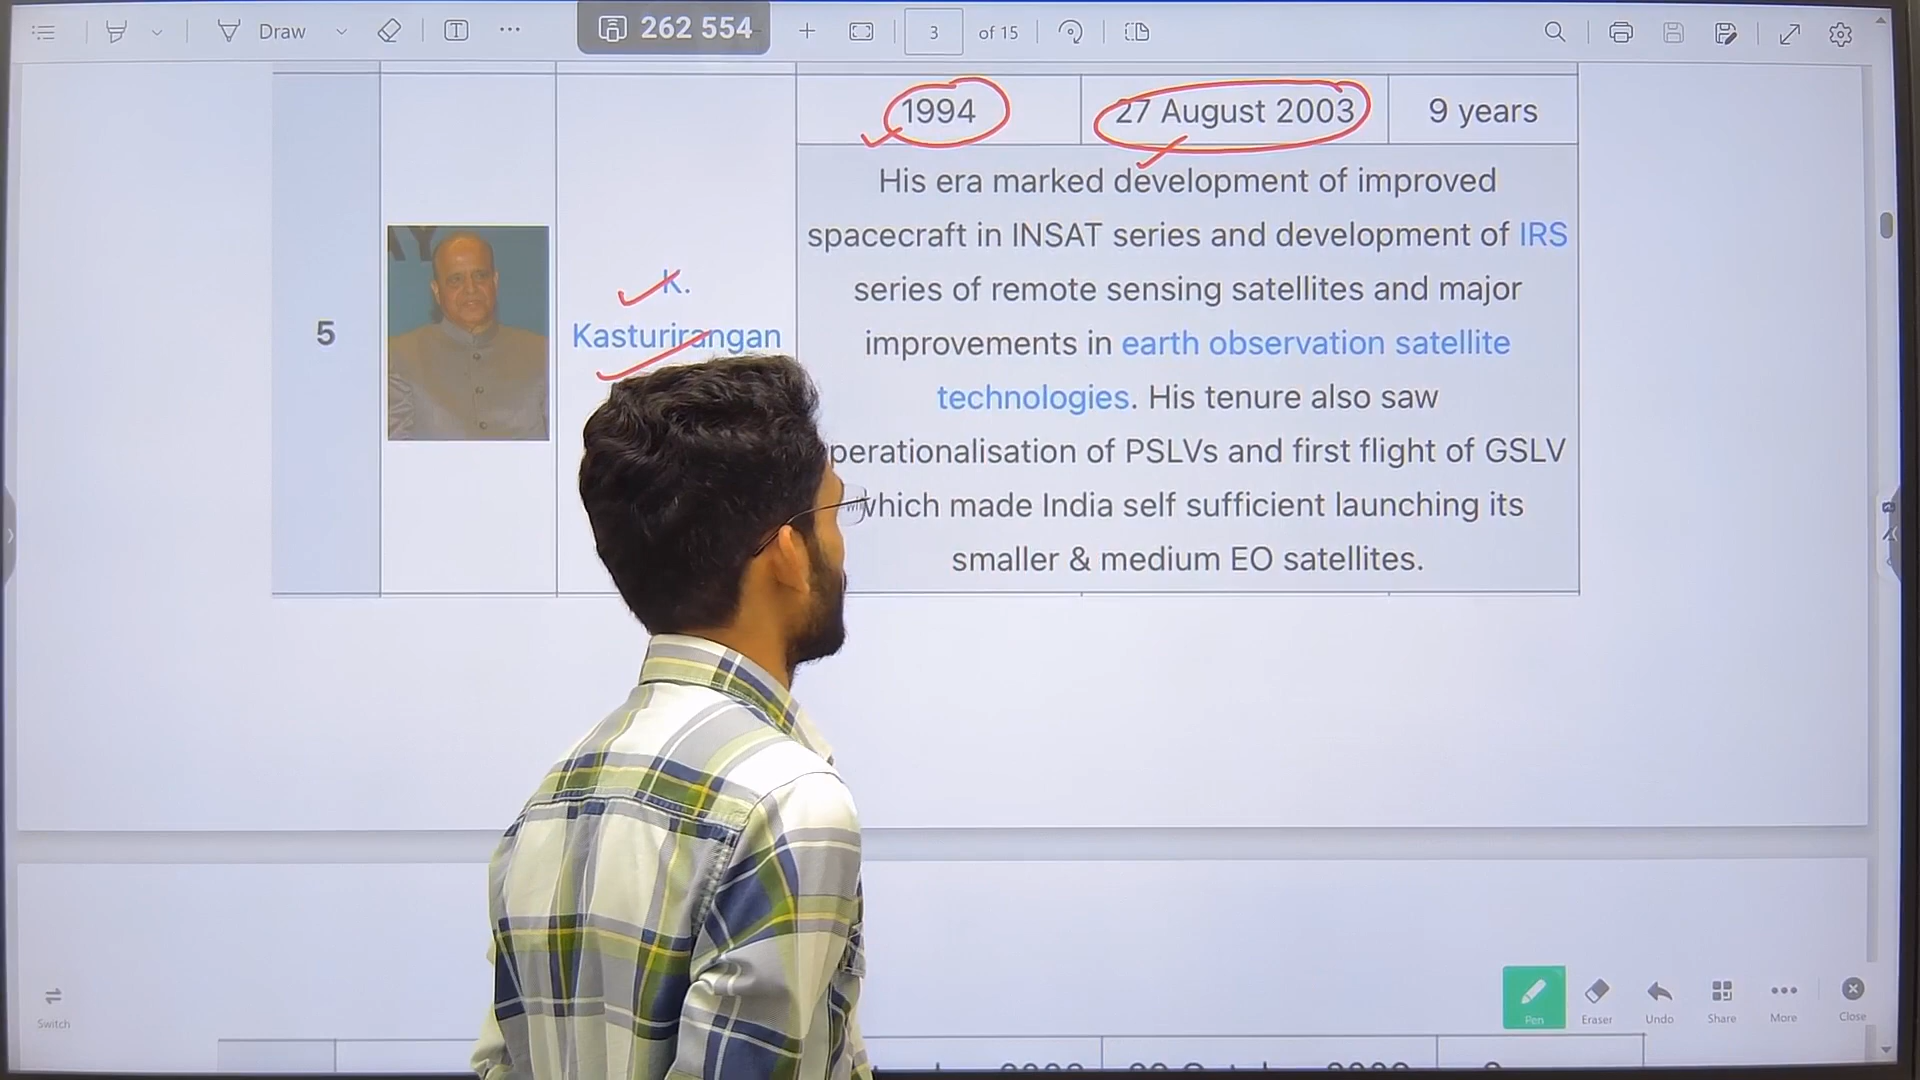 Draw
262 554
3 of 15
1994
27 August 2003
9 years
5
K.
Kasturirangan
His era marked development of improved
spacecraft in INSAT series and development of IRS
series of remote sensing satellites and major
improvements in earth observation satellite
technologies. His tenure also saw
perationalisation of PSLVs and first flight of GSLV
which made India self sufficient launching its
smaller & medium EO satellites.
Switch
Pen
Eraser
Undo
Share
More
Close